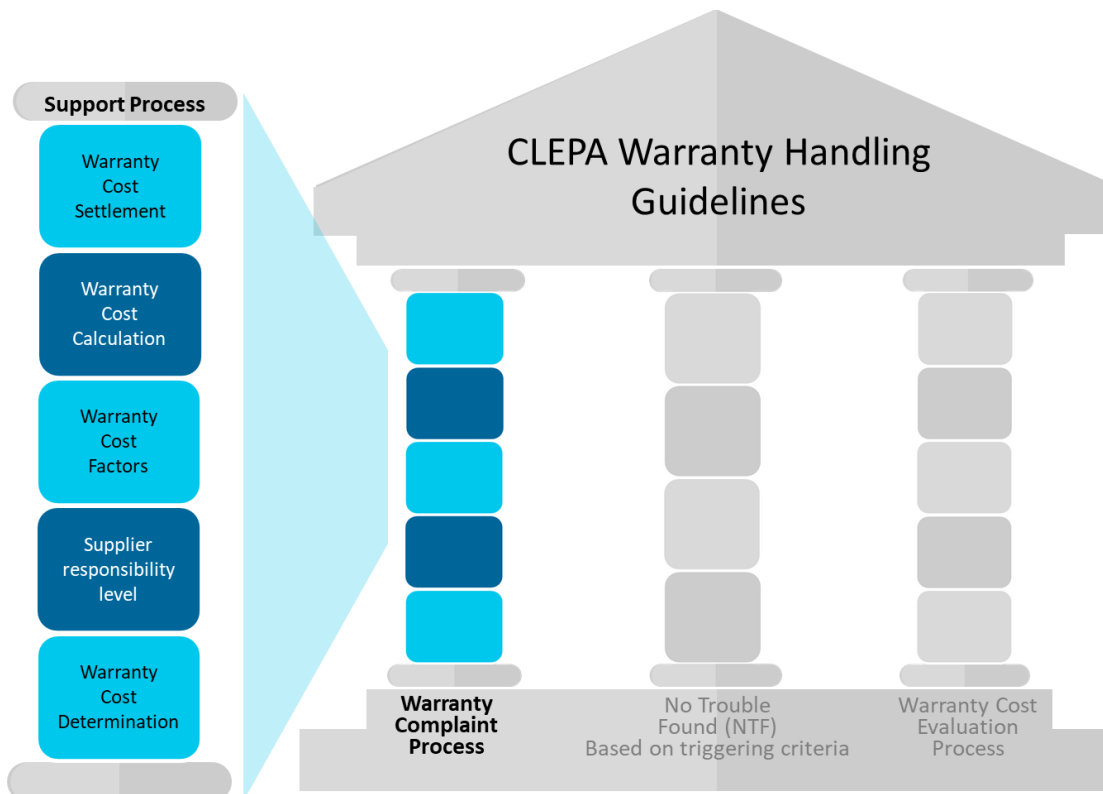 Support Process
Warranty
Cost
Settlement
Warranty
Cost
Calculation
Warranty
Cost
Factors
Supplier
responsibility
level
Warranty
Cost
Determination
CLEPA Warranty Handling
Guidelines
Warranty
Complaint
Process
No Trouble
Found (NTF)
Based on triggering criteria
Warranty Cost
Evaluation
Process